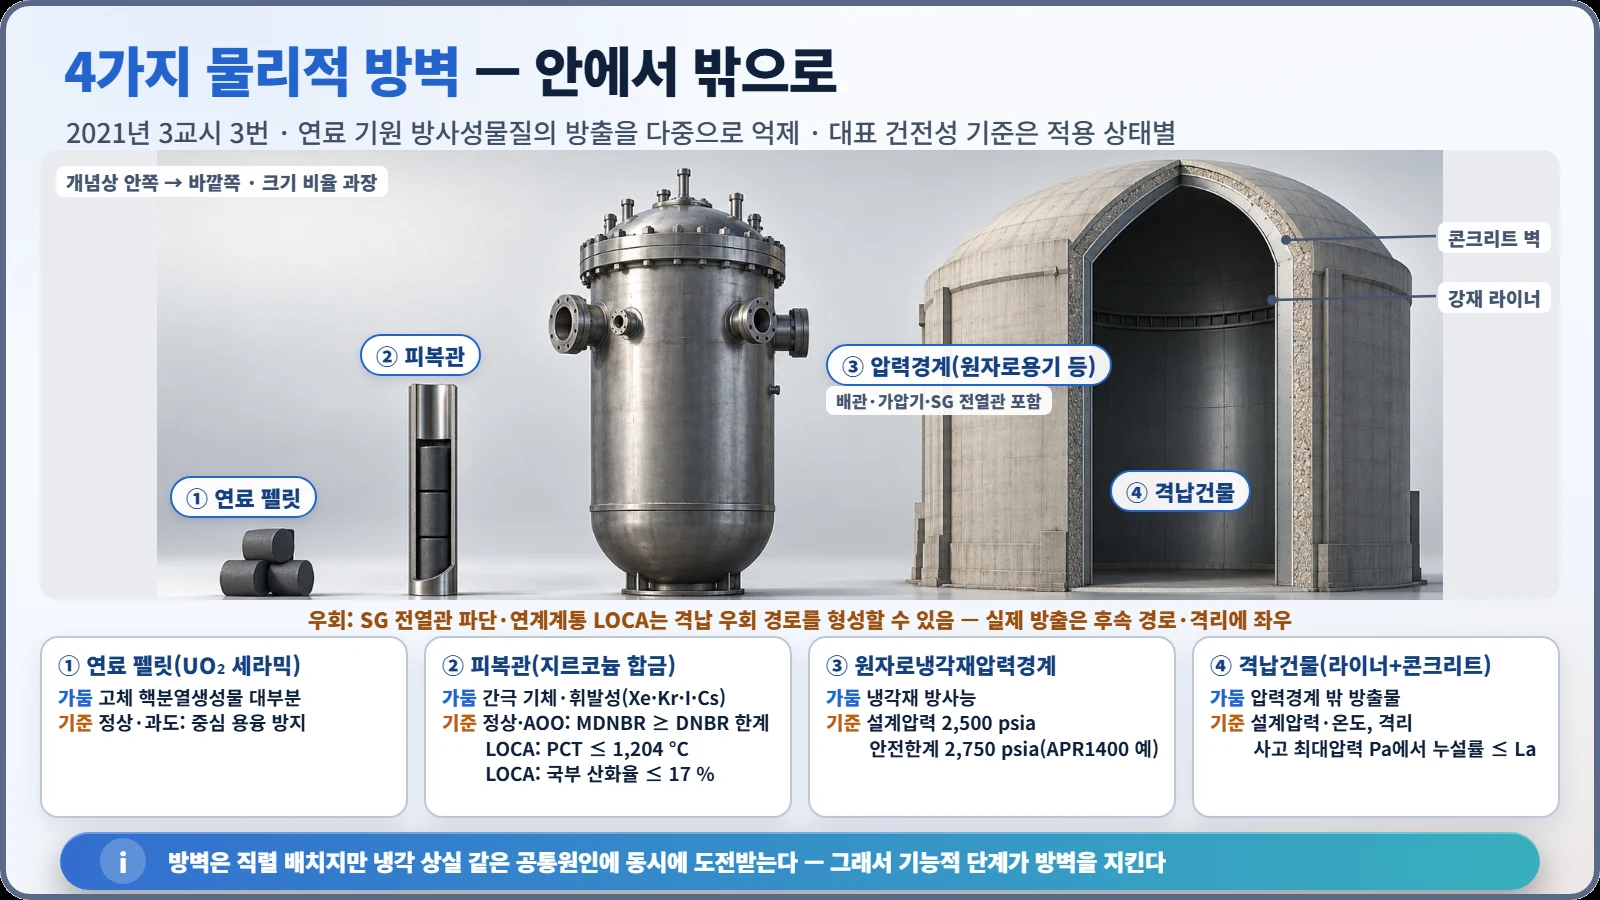 4가지 물리적 방벽 — 안에서 밖으로
2021년 3교시 3번 · 연료 기원 방사성물질의 방출을 다중으로 억제 · 대표 건전성 기준은 적용 상태별
개념상 안쪽 → 바깥쪽 · 크기 비율 과장
콘크리트 벽
강재 라이너
② 피복관
③ 압력경계(원자로용기 등)
배관·가압기·SG 전열관 포함
① 연료 펠릿
④ 격납건물
우회: SG 전열관 파단·연계계통 LOCA는 격납 우회 경로를 형성할 수 있음 — 실제 방출은 후속 경로·격리에 좌우
① 연료 펠릿(UO₂ 세라믹)
가둠 고체 핵분열생성물 대부분
기준 정상·과도: 중심 용융 방지
② 피복관(지르코늄 합금)
가둠 간극 기체·휘발성(Xe·Kr·I·Cs)
기준 정상·AOO: MDNBR ≥ DNBR 한계
LOCA: PCT ≤ 1,204 °C
LOCA: 국부 산화율 ≤ 17 %
③ 원자로냉각재압력경계
가둠 냉각재 방사능
기준 설계압력 2,500 psia
안전한계 2,750 psia(APR1400 예)
④ 격납건물(라이너+콘크리트)
가둠 압력경계 밖 방출물
기준 설계압력·온도, 격리
사고 최대압력 Pa에서 누설률 ≤ La
i 방벽은 직렬 배치지만 냉각 상실 같은 공통원인에 동시에 도전받는다 — 그래서 기능적 단계가 방벽을 지킨다